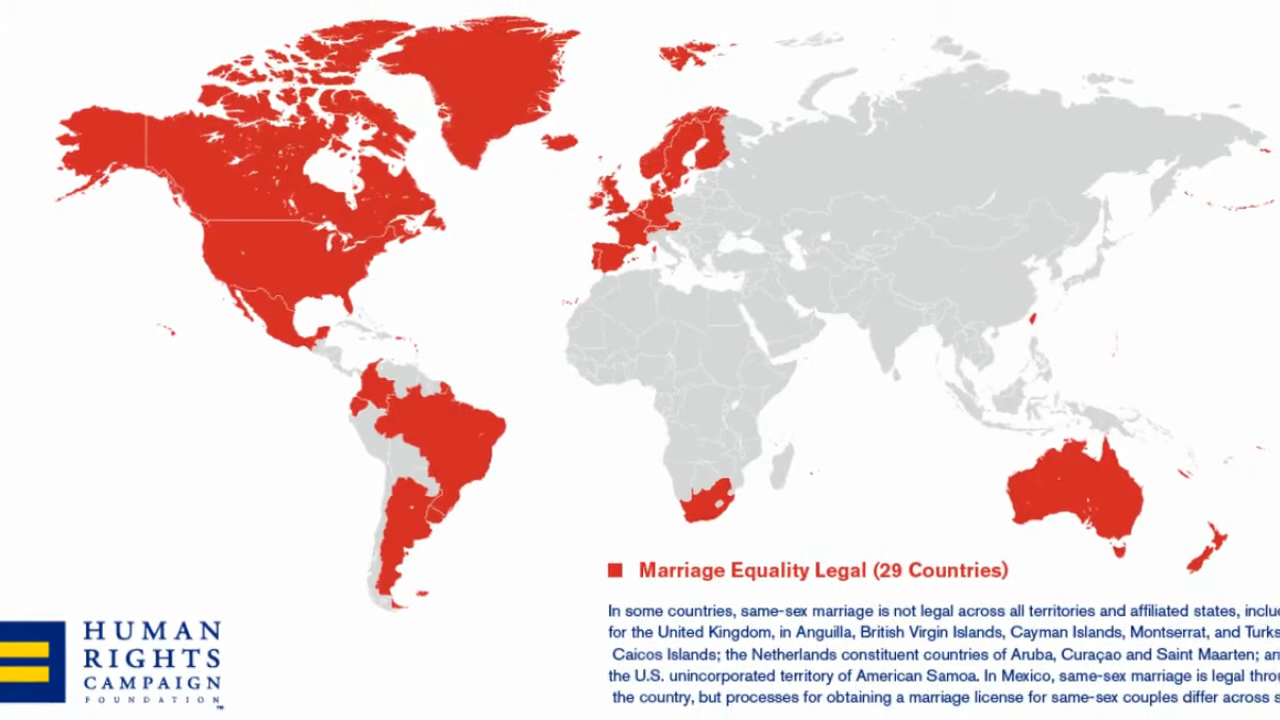 Marriage Equality Legal (29 Countries)
In some countries, same-sex marriage is not legal across all territories and affiliated states,
for the United Kingdom, in Anguilla, British Virgin Islands, Cayman Islands, Montserrat, and Turks
Caicos Islands; the Netherlands constituent countries of Aruba, Curaçao and Saint Maarten;
the U.S. unincorporated territory of American Samoa. In Mexico, same-sex marriage is legal
the country, but processes for obtaining a marriage license for same-sex couples differ across
HUMAN
RIGHTS
CAMPAIGN
FOUNDATION
™